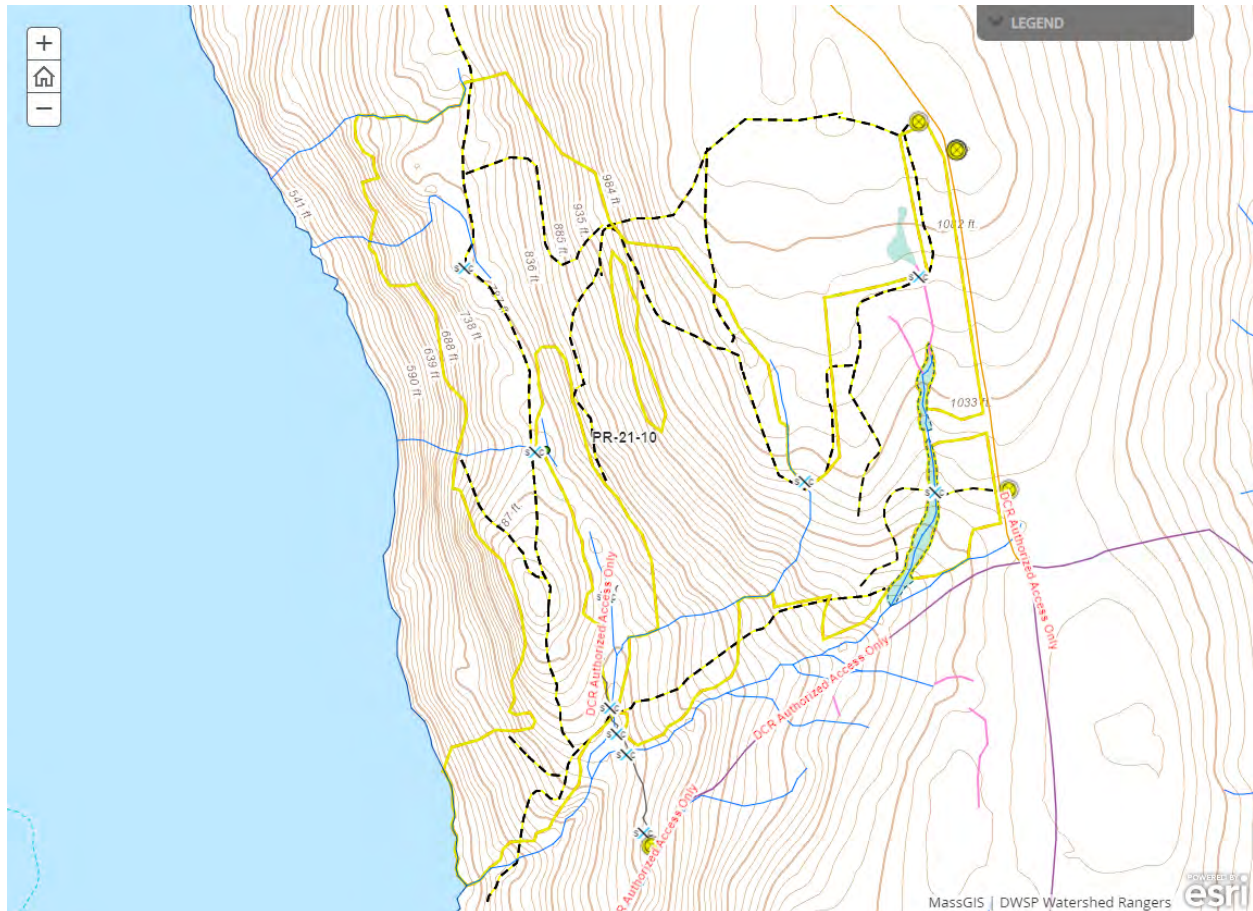 +
−
LEGEND
541 ft
984 ft
935 ft
885 ft
836 ft
1082 ft.
738 ft
688 ft
639 ft
590 ft
1033 ft.
PR-21-10
DCR Authorized Access Only
DCR Authorized Access Only
DCR Authorized Access Only
Authorized Access Only
MassGIS | DWSP Watershed Rangers
POWERED BY
esri